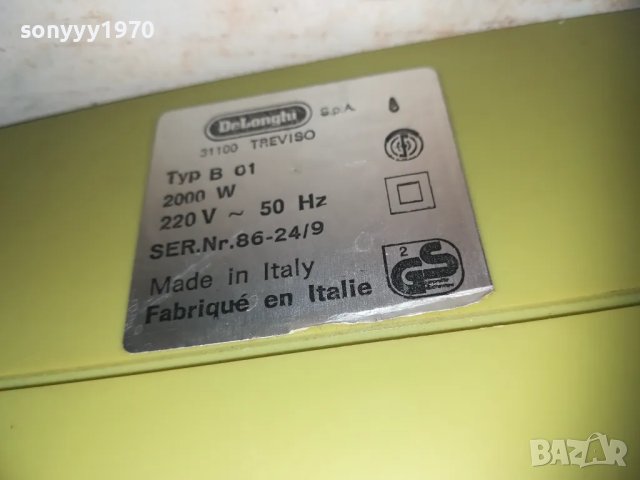 sonyyy1970
DeLonghi S.p.A.
31100 TREVISO
Typ B 01
2000 W
220 V ~ 50 Hz
SER.Nr.86-24/9
Made in Italy
Fabriqué en Italie
2
GS
BAZAR